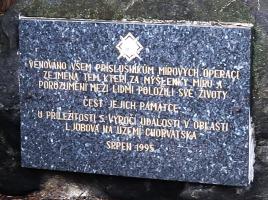 VĚNOVÁNO VŠEM PŘÍSLUŠNÍKŮM MÍROVÝCH OPERACÍ
ZEJMÉNA TĚM, KTEŘÍ ZA MYŠLENKY MÍRU A
POROZUMĚNÍ MEZI LIDMI POLOŽILI SVÉ ŽIVOTY.
ČEST JEJICH PAMÁTCE
U PŘÍLEŽITOSTI 5. VÝROČÍ UDÁLOSTÍ V OBLASTI
LJOBOVA NA ÚZEMÍ CHORVATSKA
SRPEN 1995